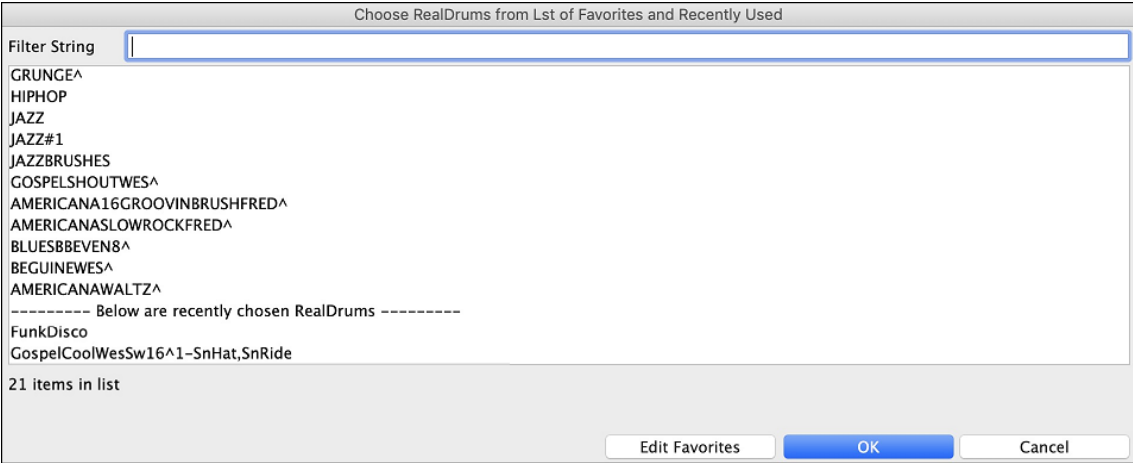 Choose RealDrums from Lst of Favorites and Recently Used
Filter String
GRUNGE^
HIPHOP
JAZZ
JAZZ#1
JAZZBRUSHES
GOSPELSHOUTWES^
AMERICANA16GROOVINBRUSHFRED^
AMERICANASLOWROCKFRED^
BLUESBBEVEN8^
BEGUINEWES^
AMERICANAWALTZ^
--------- Below are recently chosen RealDrums ---------
FunkDisco
GospelCoolWesSw16^1-SnHat,SnRide
21 items in list
Edit Favorites OK Cancel